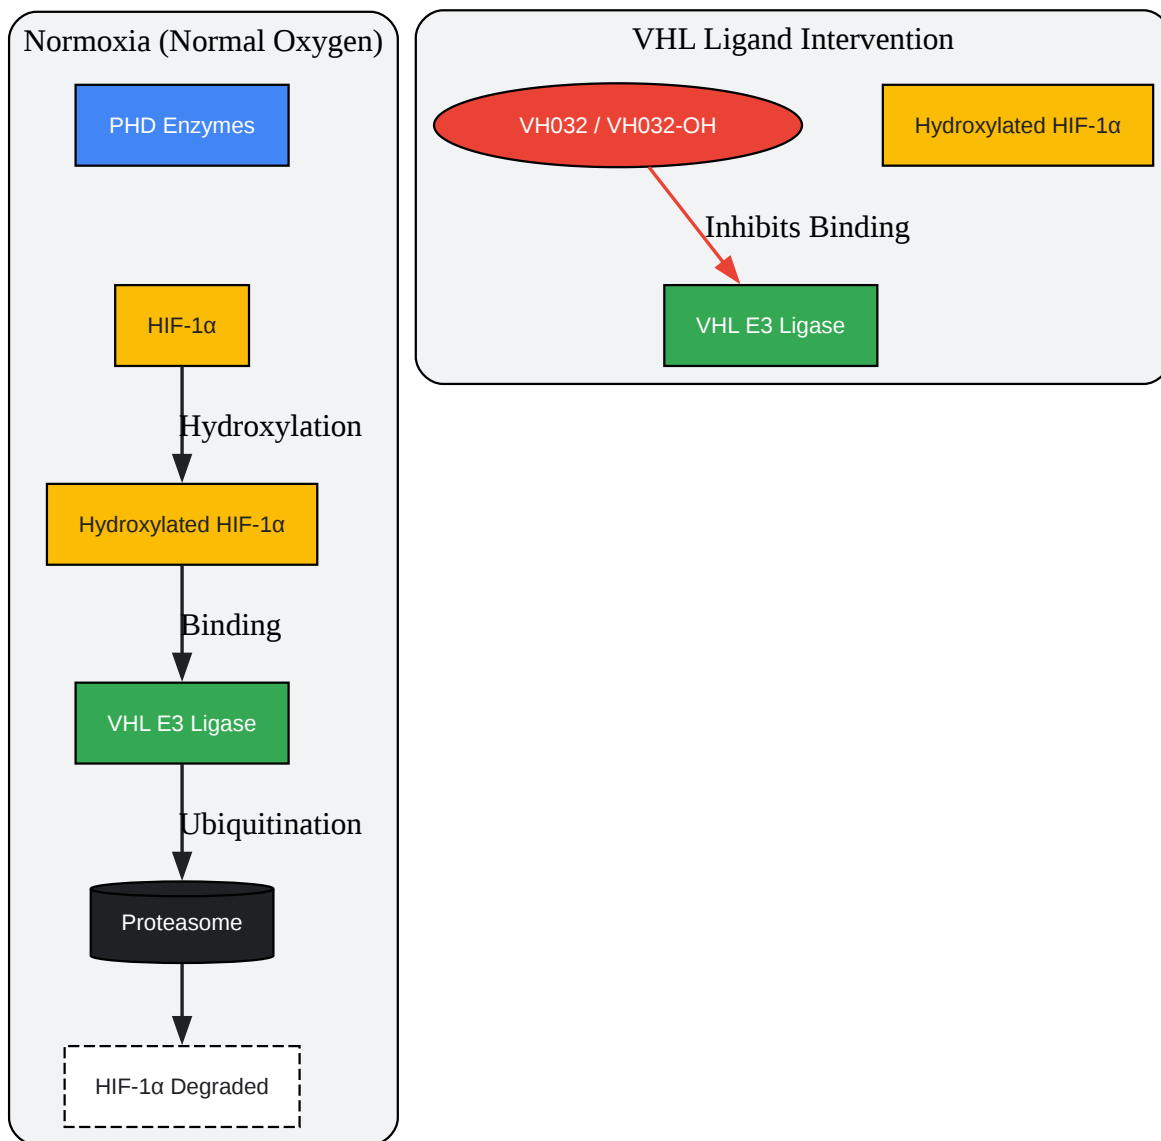 Normoxia (Normal Oxygen)
PHD Enzymes
HIF-1α
Hydroxylation
Hydroxylated HIF-1α
Binding
VHL E3 Ligase
Ubiquitination
Proteasome
HIF-1α Degraded
VHL Ligand Intervention
VH032 / VH032-OH
Hydroxylated HIF-1α
Inhibits Binding
VHL E3 Ligase